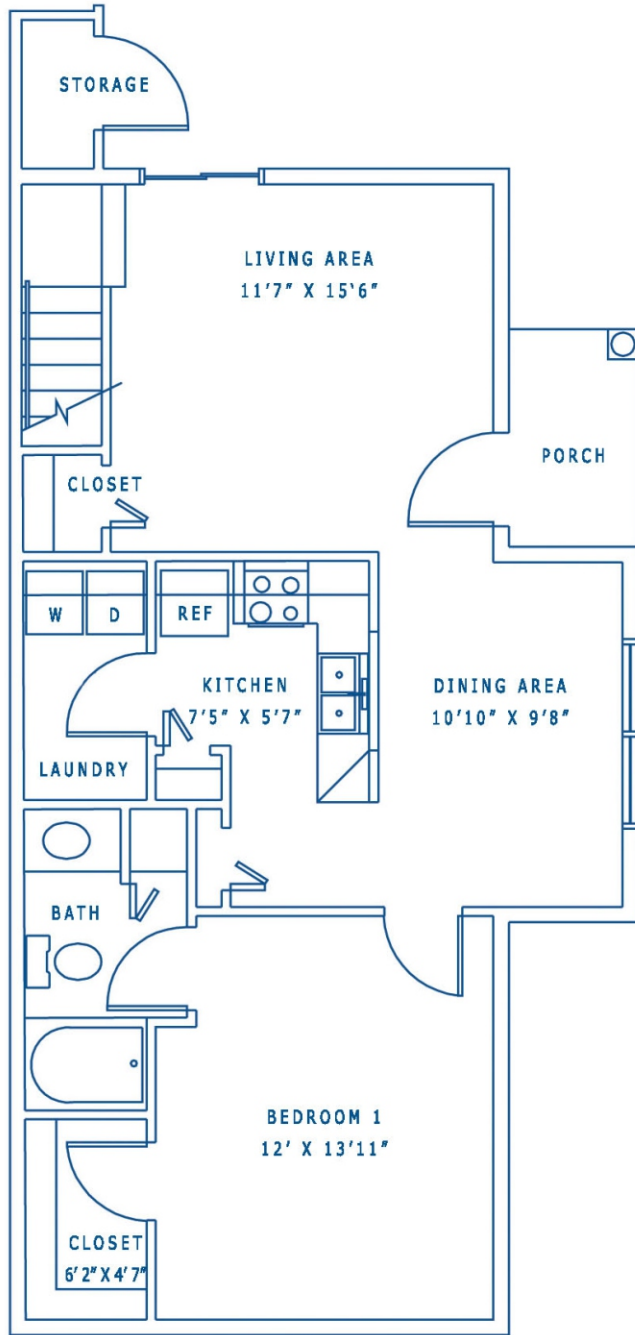 STORAGE
LIVING AREA
11'7" X 15'6"
PORCH
CLOSET
W
D
REF
KITCHEN
7'5" X 5'7"
DINING AREA
10'10" X 9'8"
LAUNDRY
BATH
BEDROOM 1
12' X 13'11"
CLOSET
6'2" X 4'7"